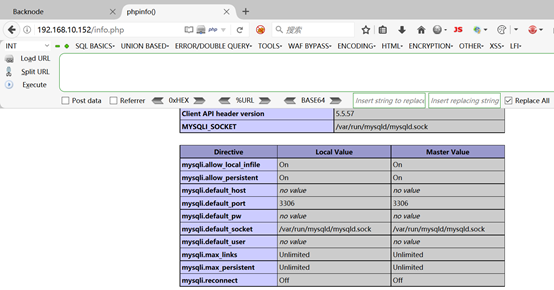 Backnode phpinfo()
192.168.10.152/info.php php 搜索
INT SQL BASICS UNION BASED ERROR/DOUBLE QUERY TOOLS WAF BYPASS ENCODING HTML ENCRYPTION OTHER XSS LFI
Load URL
Split URL
Execute
Post data Referrer 0xHEX %URL BASE64 Insert string to replace Insert replacing string Replace All
Client API header version 5.5.57
MYSQLI_SOCKET /var/run/mysqld/mysqld.sock
Directive Local Value Master Value
mysqli.allow_local_infile On On
mysqli.allow_persistent On On
mysqli.default_host no value no value
mysqli.default_port 3306 3306
mysqli.default_pw no value no value
mysqli.default_socket /var/run/mysqld/mysqld.sock /var/run/mysqld/mysqld.sock
mysqli.default_user no value no value
mysqli.max_links Unlimited Unlimited
mysqli.max_persistent Unlimited Unlimited
mysqli.reconnect Off Off